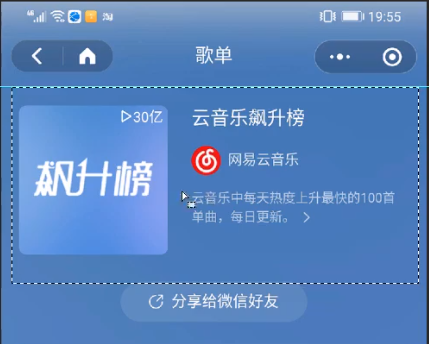 19:55
歌单
30亿
飙升榜
云音乐飙升榜
网易云音乐
云音乐中每天热度上升最快的100首
单曲，每日更新。
分享给微信好友